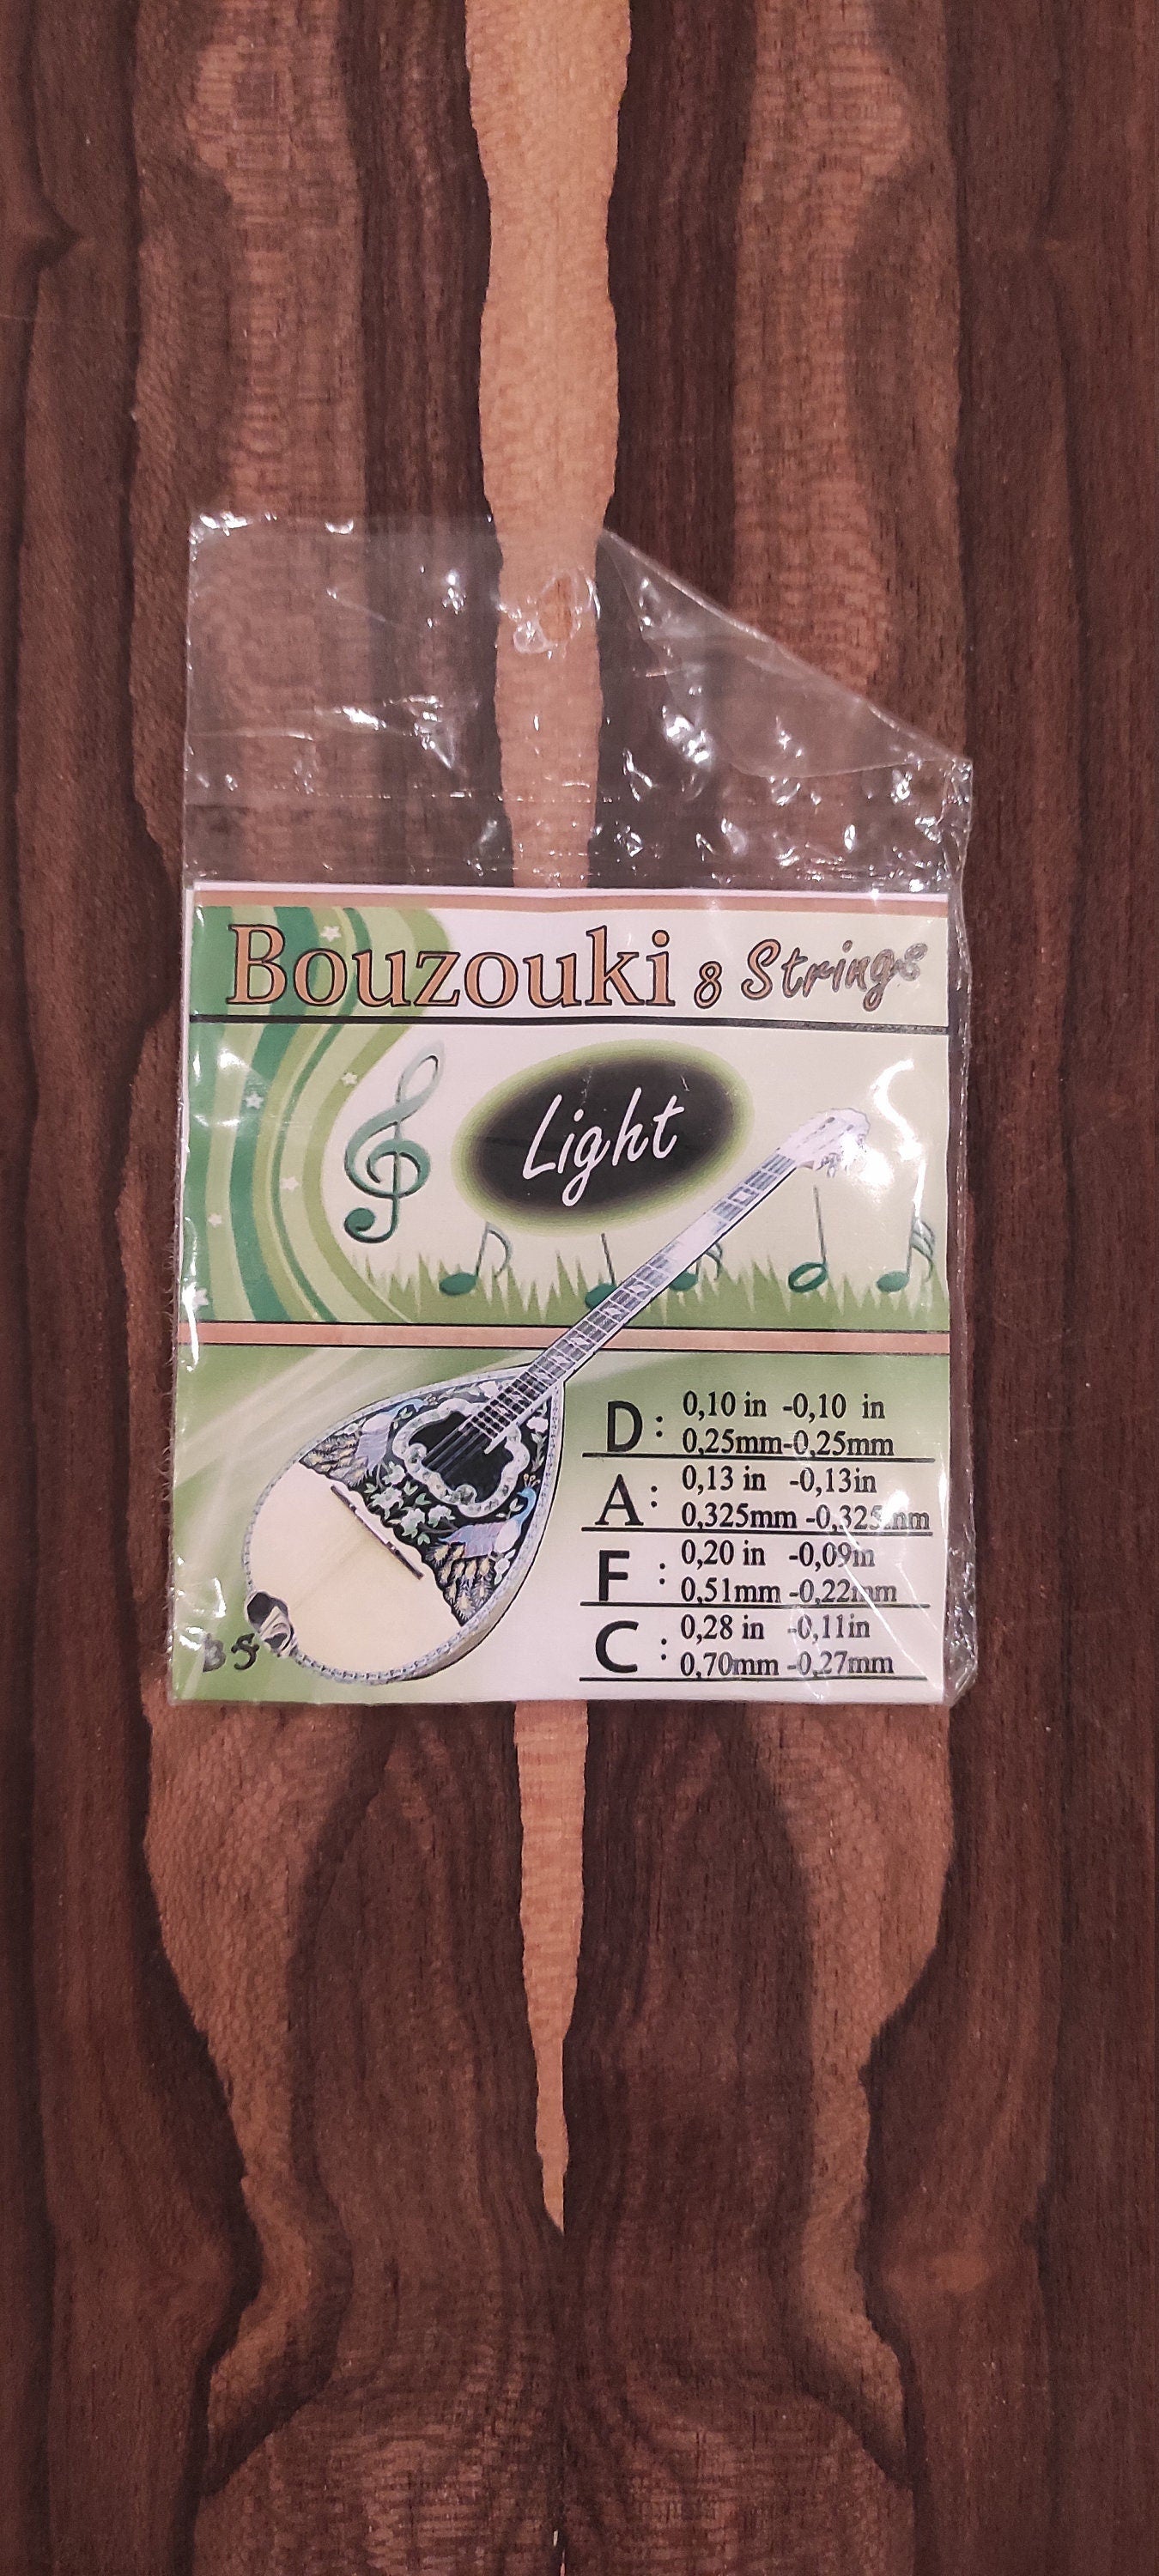 Bouzouki 8 Strings
Light
D : 0,10 in -0,10 in
0,25mm-0,25mm
A : 0,13 in -0,13in
0,325mm -0,325mm
F : 0,20 in -0,09in
0,51mm -0,22mm
C : 0,28 in -0,11in
0,70mm -0,27mm
BS